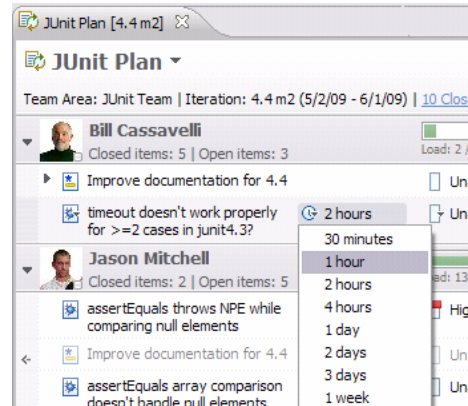 JUnit Plan [4.4 m2]
JUnit Plan
Team Area: JUnit Team | Iteration: 4.4 m2 (5/2/09 - 6/1/09) | 10 Clos
Bill Cassavelli
Closed items: 5 | Open items: 3
Load: 2 /
Improve documentation for 4.4
Un
timeout doesn't work properly
for >=2 cases in junit4.3?
2 hours
Un
30 minutes
1 hour
2 hours
4 hours
1 day
2 days
3 days
1 week
Jason Mitchell
Closed items: 2 | Open items: 5
ad: 13
assertEquals throws NPE while
comparing null elements
Hig
Improve documentation for 4.4
Un
assertEquals array comparison
doesn't handle null elements
Un